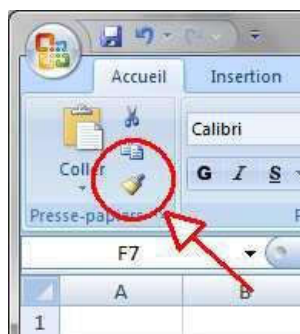 Accueil Insertion
Calibri
Coller
G I S
Presse-papiers
F7
A B
1